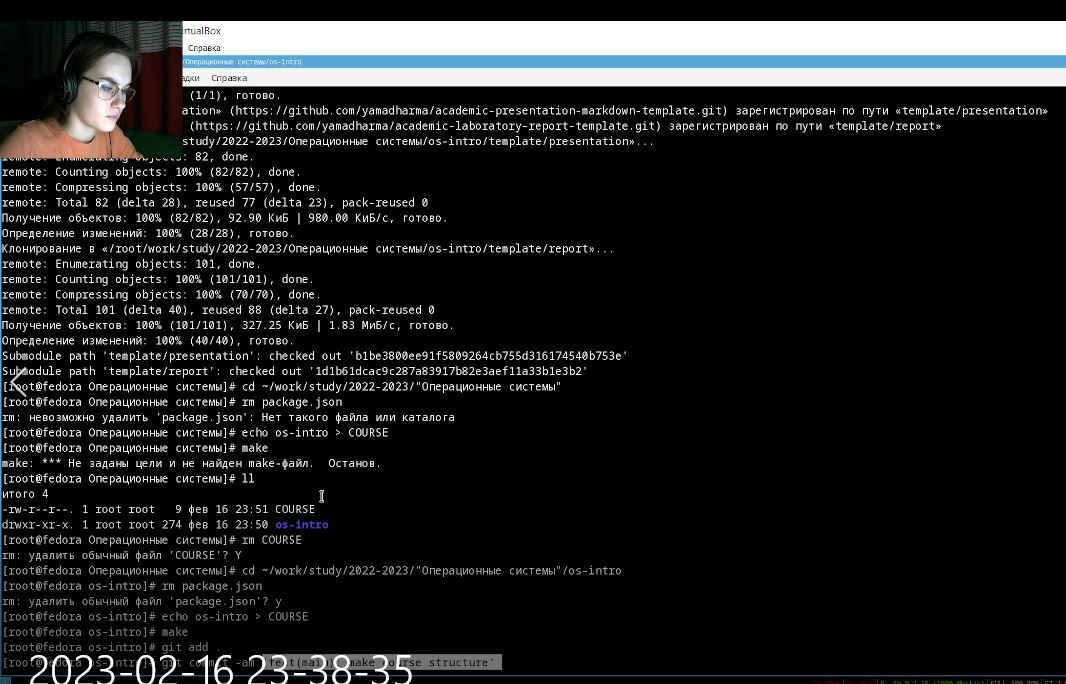 irtualBox
Справка
/Операционные системы/os-intro
адки Справка
(1/1), готово.
ation» (https://github.com/yamadharma/academic-presentation-markdown-template.git) зарегистрирован по пути «template/presentation»
(https://github.com/yamadharma/academic-laboratory-report-template.git) зарегистрирован по пути «template/report»
study/2022-2023/Операционные системы/os-intro/template/presentation»...
remote: Enumerating objects: 82, done.
remote: Counting objects: 100% (82/82), done.
remote: Compressing objects: 100% (57/57), done.
remote: Total 82 (delta 28), reused 77 (delta 23), pack-reused 0
Получение объектов: 100% (82/82), 92.90 КиБ | 980.00 КиБ/с, готово.
Определение изменений: 100% (28/28), готово.
Клонирование в «/root/work/study/2022-2023/Операционные системы/os-intro/template/report»...
remote: Enumerating objects: 101, done.
remote: Counting objects: 100% (101/101), done.
remote: Compressing objects: 100% (70/70), done.
remote: Total 101 (delta 40), reused 88 (delta 27), pack-reused 0
Получение объектов: 100% (101/101), 327.25 КиБ | 1.83 МиБ/с, готово.
Определение изменений: 100% (40/40), готово.
Submodule path 'template/presentation': checked out 'b1be3800ee91f5809264cb755d316174540b753e'
Submodule path 'template/report': checked out '1d1b61dcac9c287a83917b82e3aef11a33b1e3b2'
[root@fedora Операционные системы]# cd ~/work/study/2022-2023/"Операционные системы"
[root@fedora Операционные системы]# rm package.json
rm: невозможно удалить 'package.json': Нет такого файла или каталога
[root@fedora Операционные системы]# echo os-intro > COURSE
[root@fedora Операционные системы]# make
make: *** Не заданы цели и не найден make-файл.  Останов.
[root@fedora Операционные системы]# ll
итого 4
-rw-r--r--. 1 root root   9 фев 16 23:51 COURSE
drwxr-xr-x. 1 root root 274 фев 16 23:50 os-intro
[root@fedora Операционные системы]# rm COURSE
rm: удалить обычный файл 'COURSE'? Y
[root@fedora Операционные системы]# cd ~/work/study/2022-2023/"Операционные системы"/os-intro
[root@fedora os-intro]# rm package.json
rm: удалить обычный файл 'package.json'? y
[root@fedora os-intro]# echo os-intro > COURSE
[root@fedora os-intro]# make
[root@fedora os-intro]# git add .
[root@fedora os-intro]# git commit -am 'feat(main): make course structure'
2023-02-16 23-38-35